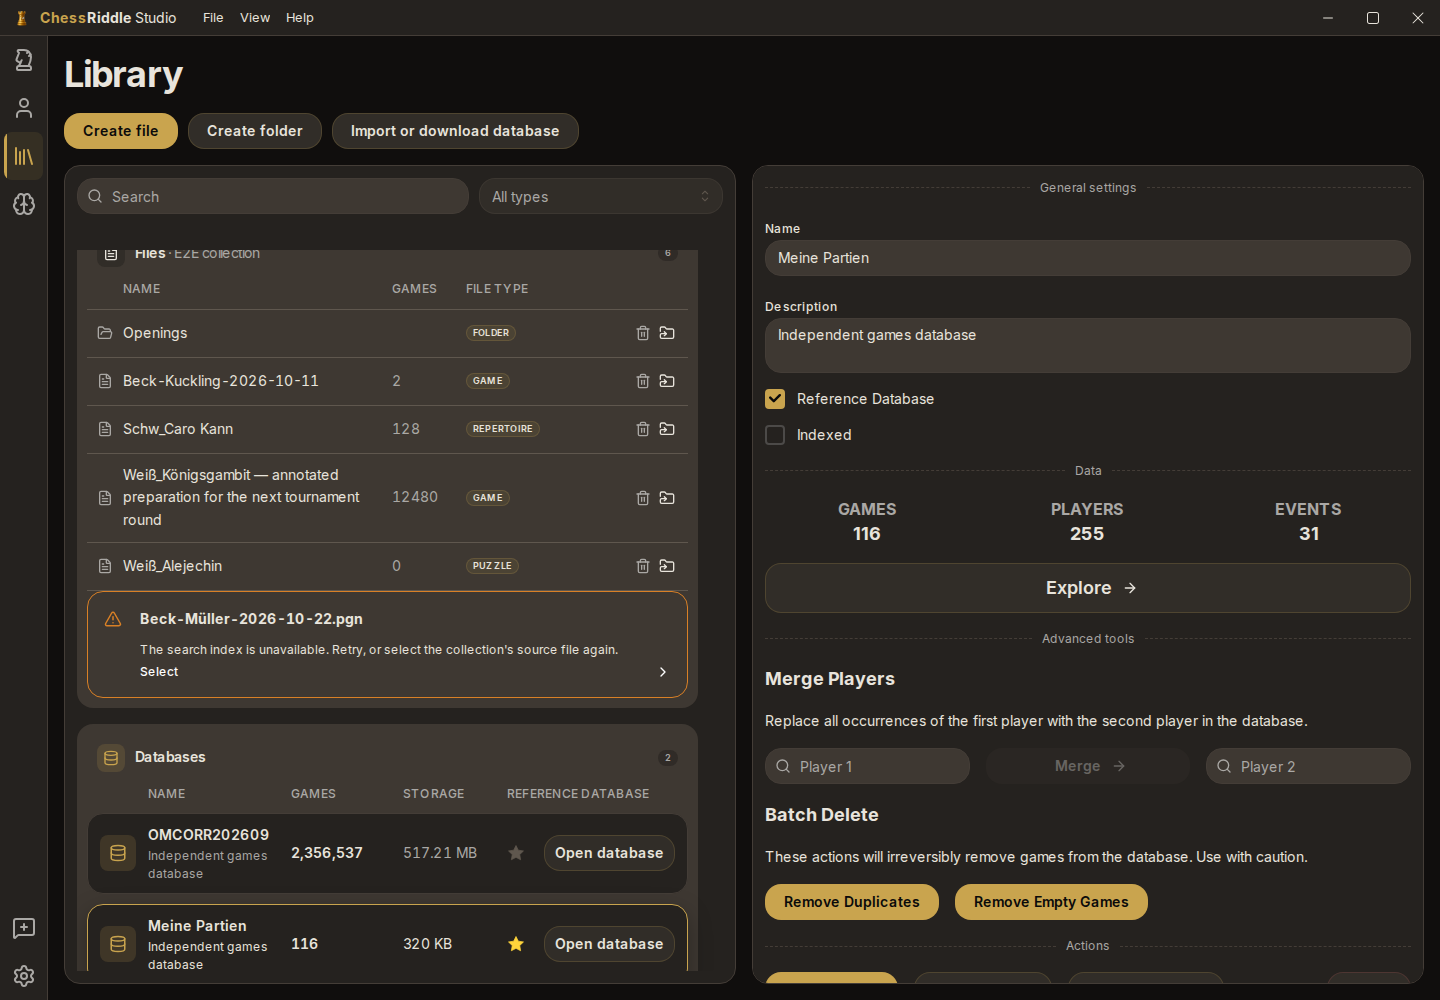 ChessRiddle Studio File View Help
Library
Create file Create folder Import or download database
Search All types
Files · E2E collection 6
NAME GAMES FILE TYPE
Openings FOLDER
Beck-Kuckling-2026-10-11 2 GAME
Schw_Caro Kann 128 REPERTOIRE
Weiß_Königsgambit — annotated
preparation for the next tournament
round
12480 GAME
Weiß_Alejechin 0 PUZZLE
Beck-Müller-2026-10-22.pgn
The search index is unavailable. Retry, or select the collection's source file again.
Select
Databases 2
NAME GAMES STORAGE REFERENCE DATABASE
OMCORR202609
Independent games
database
2,356,537 517.21 MB Open database
Meine Partien
Independent games
database
116 320 KB Open database
General settings
Name
Meine Partien
Description
Independent games database
Reference Database
Indexed
Data
GAMES PLAYERS EVENTS
116 255 31
Explore
Advanced tools
Merge Players
Replace all occurrences of the first player with the second player in the database.
Player 1 Merge Player 2
Batch Delete
These actions will irreversibly remove games from the database. Use with caution.
Remove Duplicates Remove Empty Games
Actions